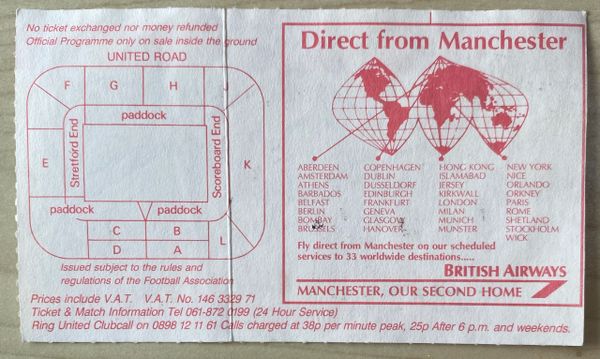 No ticket exchanged nor money refunded
Official Programme only on sale inside the ground
UNITED ROAD
F
G
H
J
paddock
Stretford End
Scoreboard End
E
K
paddock
paddock
C
B
D
A
L
Issued subject to the rules and
regulations of the Football Association
Prices include V.A.T. V.A.T. No. 146 3329 71
Ticket & Match Information Tel 061-872 0199 (24 Hour Service)
Ring United Clubcall on 0898 12 11 61 Calls charged at 38p per minute peak, 25p After 6 p.m. and weekends.
Direct from Manchester
ABERDEEN
AMSTERDAM
ATHENS
BARBADOS
BELFAST
BERLIN
BOMBAY
BRUSSELS
COPENHAGEN
DUBLIN
DUSSELDORF
EDINBURGH
FRANKFURT
GENEVA
GLASGOW
HANOVER
HONG KONG
ISLAMABAD
JERSEY
KIRKWALL
LONDON
MILAN
MUNICH
MUNSTER
NEW YORK
NICE
ORLANDO
ORKNEY
PARIS
ROME
SHETLAND
STOCKHOLM
WICK
Fly direct from Manchester on our scheduled
services to 33 worldwide destinations.....
BRITISH AIRWAYS
MANCHESTER, OUR SECOND HOME